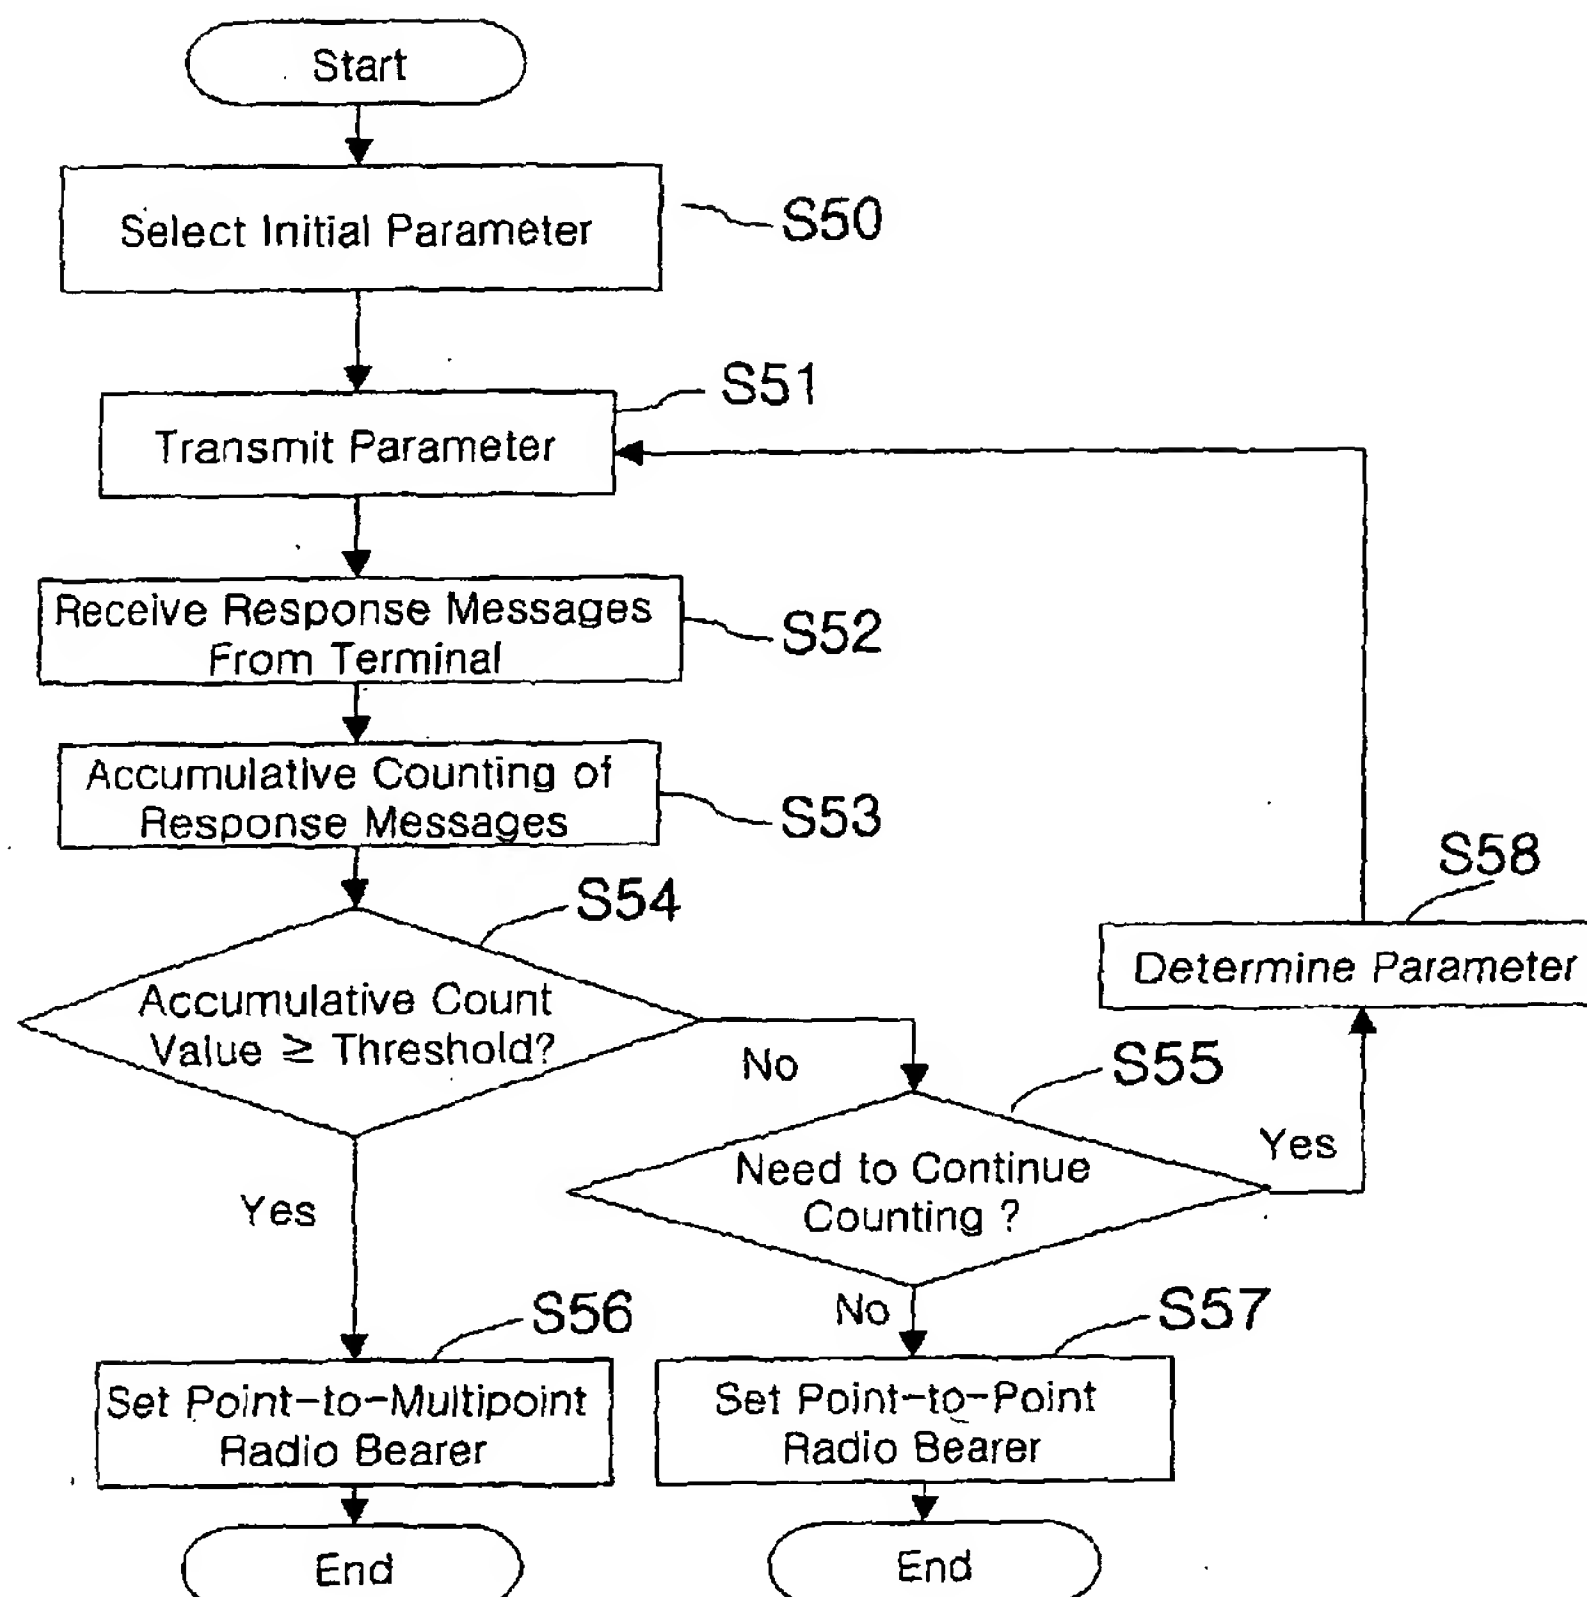 Start
Select Initial Parameter
S50
S51
Transmit Parameter
Receive Response Messages
From Terminal
S52
Accumulative Counting of
Response Messages
S53
S54
S58
Determine Parameter
Accumulative Count
Value ≥ Threshold?
No
S55
Yes
Need to Continue
Counting ?
Yes
No
S56
S57
Set Point-to-Multipoint
Radio Bearer
Set Point-to-Point
Radio Bearer
End
End